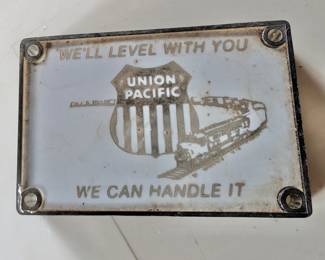 WE'LL LEVEL WITH YOU
UNION
PACIFIC
WE CAN HANDLE IT